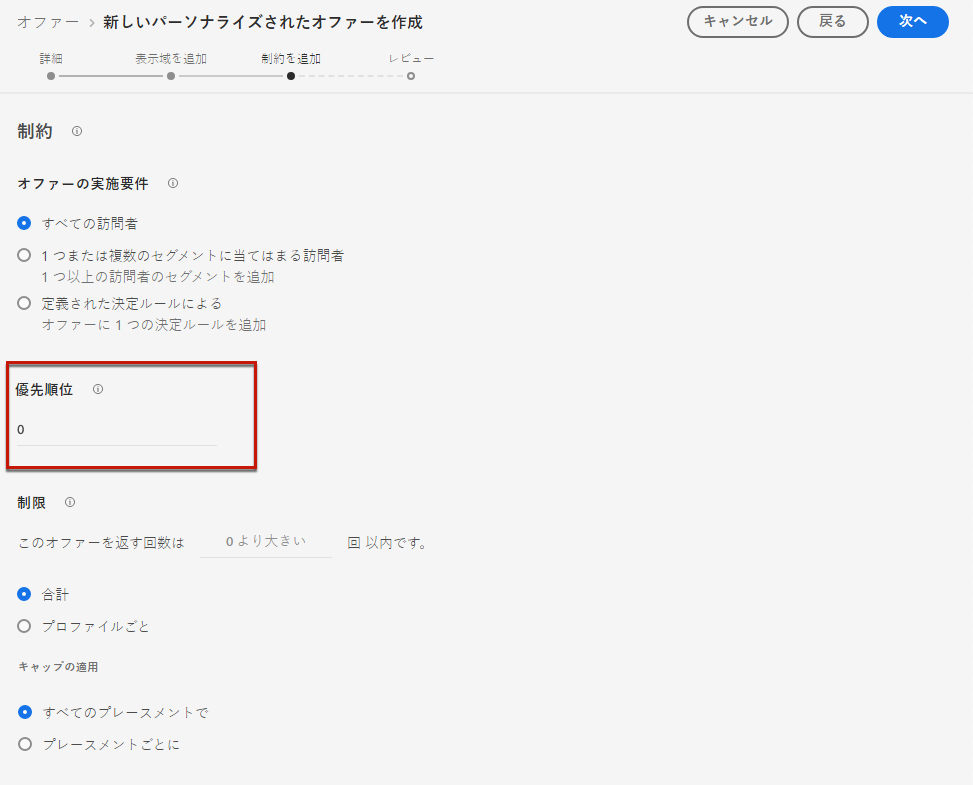 オファー > 新しいパーソナライズされたオファーを作成
キャンセル 戻る 次へ
詳細 表示域を追加 制約を追加 レビュー
制約
オファーの実施要件
すべての訪問者
1 つまたは複数のセグメントに当てはまる訪問者
1 つ以上の訪問者のセグメントを追加
定義された決定ルールによる
オファーに 1 つの決定ルールを追加
優先順位
0
制限
このオファーを返す回数は 0 より大きい 回 以内です。
合計
プロファイルごと
キャップの適用
すべてのプレースメントで
プレースメントごとに